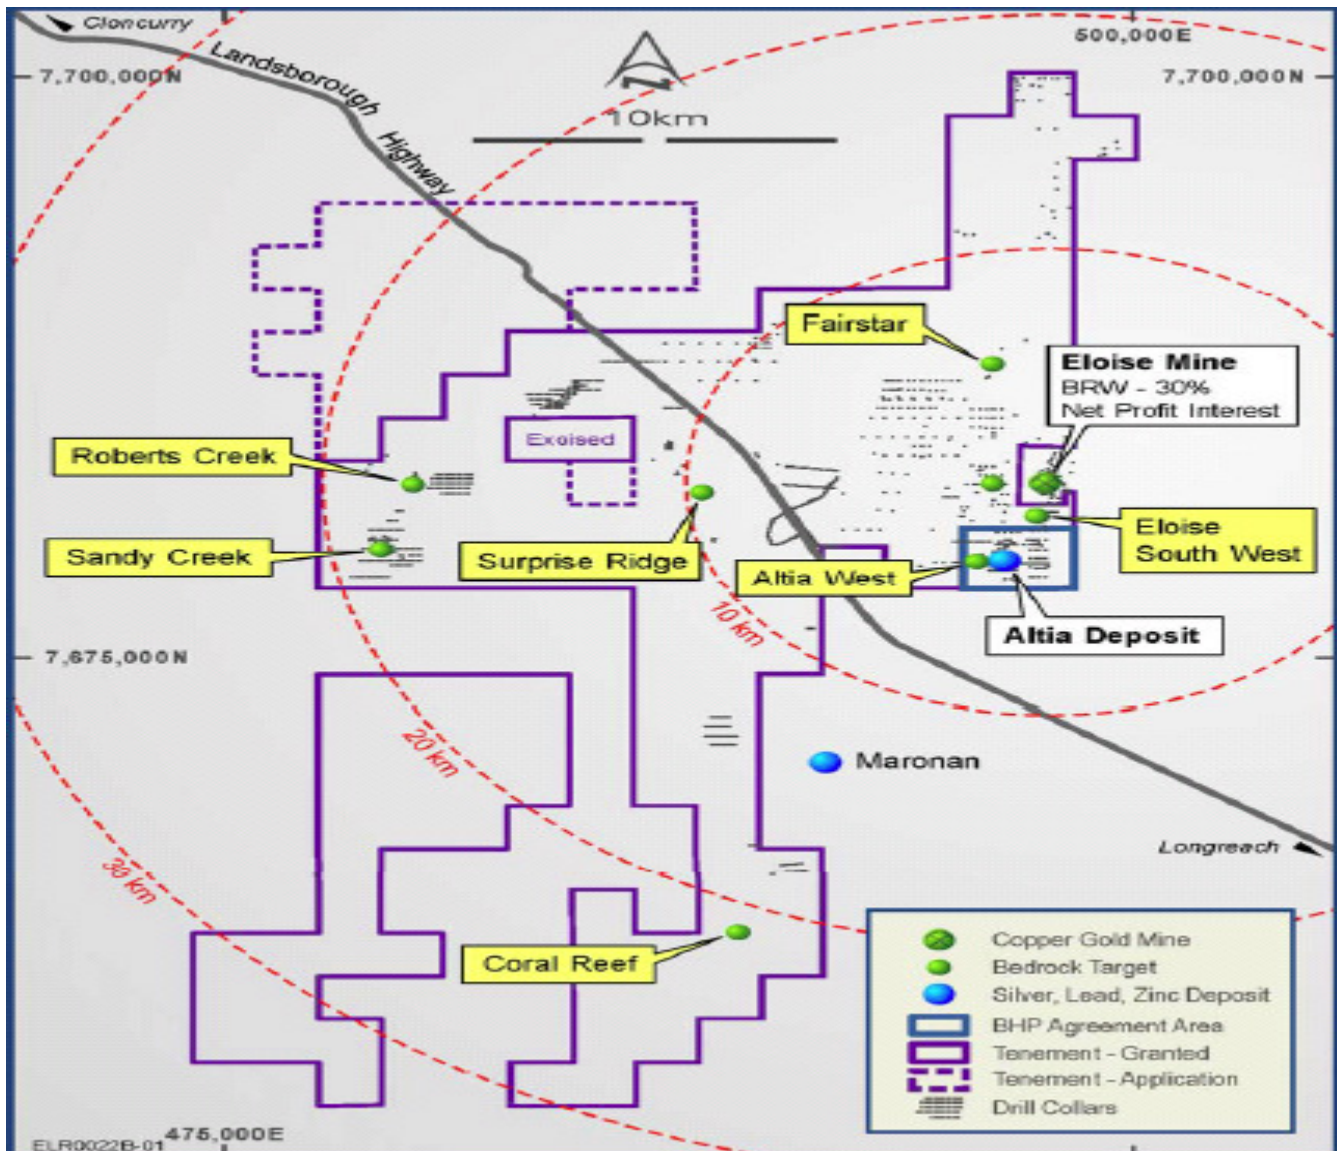 Cloncurry
500,000E
Landsborough Highway
7,700,000N
7,700,000N
N
10km
Fairstar
Eloise Mine
BRW - 30%
Net Profit Interest
Exoised
Roberts Creek
Sandy Creek
Surprise Ridge
Altia West
Eloise
South West
10 km
Altia Deposit
7,675,000N
20 km
Maronan
30 km
Longreach
Coral Reef
Copper Gold Mine
Bedrock Target
Silver, Lead, Zinc Deposit
BHP Agreement Area
Tenement - Granted
Tenement - Application
Drill Collars
475,000E
ELR0022B-01